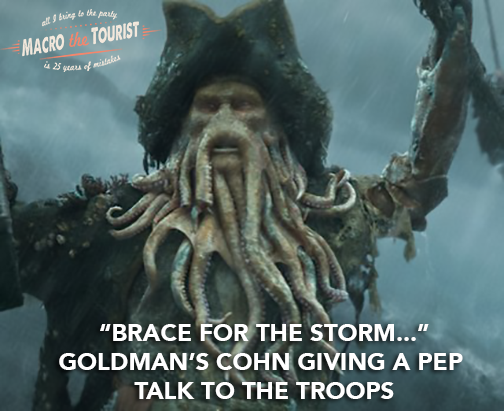 all I bring to the party
MACRO the TOURIST
is 25 years of mistakes
“BRACE FOR THE STORM...”
GOLDMAN’S COHN GIVING A PEP
TALK TO THE TROOPS